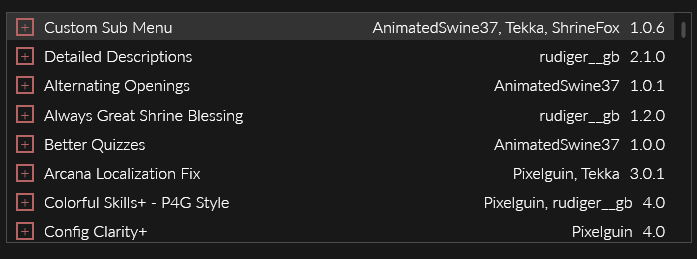 Custom Sub Menu AnimatedSwine37, Tekka, ShrineFox 1.0.6
Detailed Descriptions rudiger__gb 2.1.0
Alternating Openings AnimatedSwine37 1.0.1
Always Great Shrine Blessing rudiger__gb 1.2.0
Better Quizzes AnimatedSwine37 1.0.0
Arcana Localization Fix Pixelguin, Tekka 3.0.1
Colorful Skills+ - P4G Style Pixelguin, rudiger__gb 4.0
Config Clarity+ Pixelguin 4.0